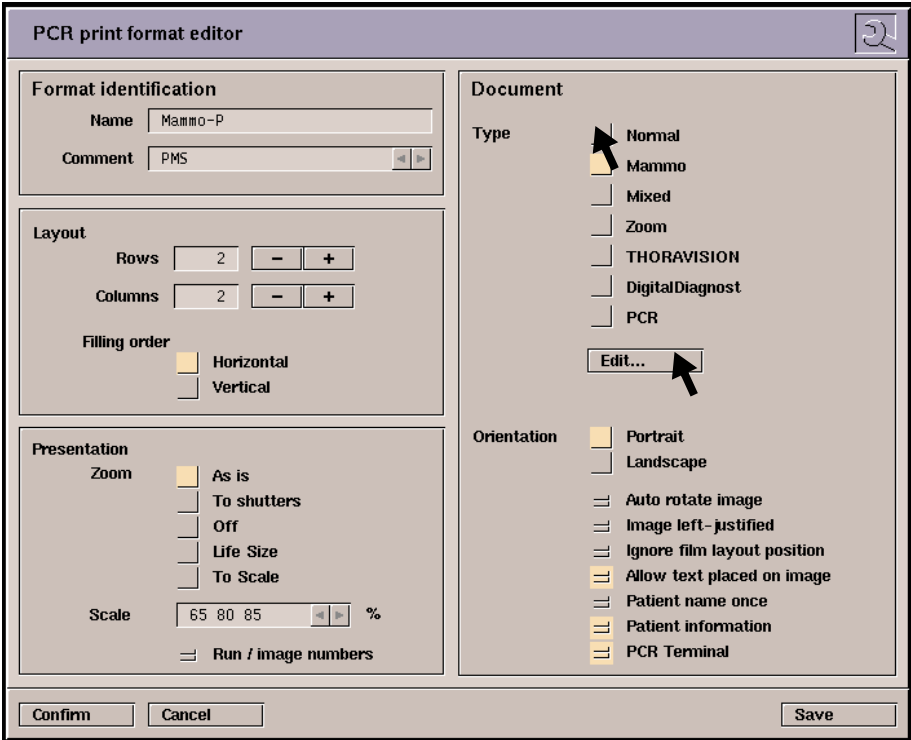 PCR print format editor
Format identification
Name Mammo-P
Comment PMS
Layout
Rows 2 − +
Columns 2 − +
Filling order
Horizontal
Vertical
Presentation
Zoom As is
To shutters
Off
Life Size
To Scale
Scale 65 80 85 %
Run / image numbers
Document
Type Normal
Mammo
Mixed
Zoom
THORAVISION
DigitalDiagnost
PCR
Edit...
Orientation Portrait
Landscape
Auto rotate image
Image left-justified
Ignore film layout position
Allow text placed on image
Patient name once
Patient information
PCR Terminal
Confirm Cancel Save